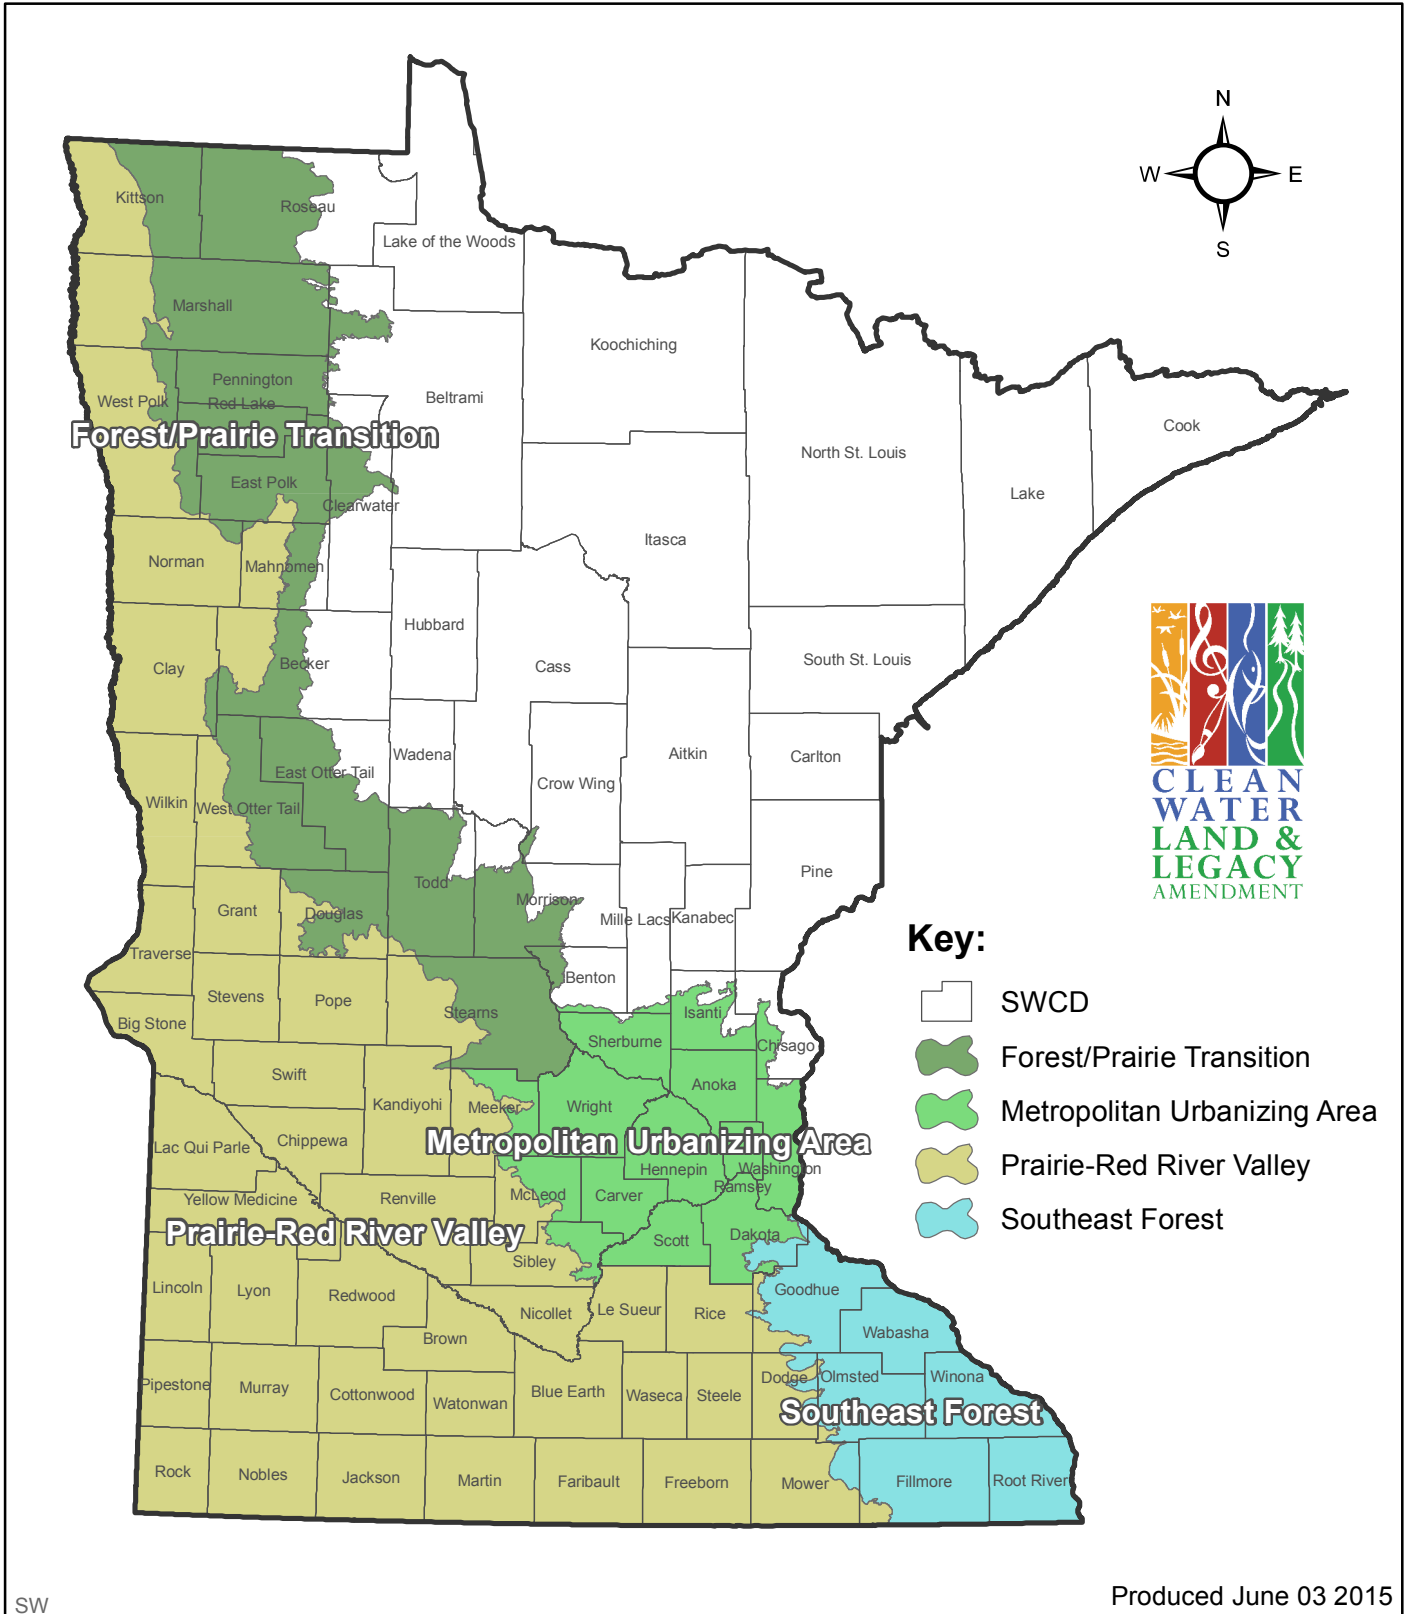 N
W E
S
Kittson
Roseau
Lake of the Woods
Marshall
Koochiching
Pennington
Beltrami
West Polk
Red Lake
Cook
Forest/Prairie Transition
North St. Louis
East Polk
Lake
Clearwater
Itasca
Norman
Mahnomen
Hubbard
Clay
Becker
Cass
South St. Louis
Wadena
Aitkin
Carlton
East Otter Tail
Crow Wing
Wilkin
West Otter Tail
CLEAN
WATER
LAND &
LEGACY
AMENDMENT
Pine
Todd
Morrison
Grant
Douglas
Mille Lacs
Kanabec
Traverse
Benton
Stevens
Pope
Stearns
Isanti
Big Stone
Sherburne
Chisago
Swift
Anoka
Kandiyohi
Meeker
Wright
Lac Qui Parle
Chippewa
Metropolitan Urbanizing Area
Hennepin
Washington
Ramsey
Yellow Medicine
Renville
McLeod
Carver
Prairie-Red River Valley
Scott
Dakota
Sibley
Lincoln
Lyon
Redwood
Goodhue
Nicollet
Le Sueur
Rice
Brown
Wabasha
Pipestone
Murray
Cottonwood
Watonwan
Blue Earth
Waseca
Steele
Dodge
Olmsted
Winona
Southeast Forest
Rock
Nobles
Jackson
Martin
Faribault
Freeborn
Mower
Fillmore
Root River
Key:
SWCD
Forest/Prairie Transition
Metropolitan Urbanizing Area
Prairie-Red River Valley
Southeast Forest
SW
Produced June 03 2015